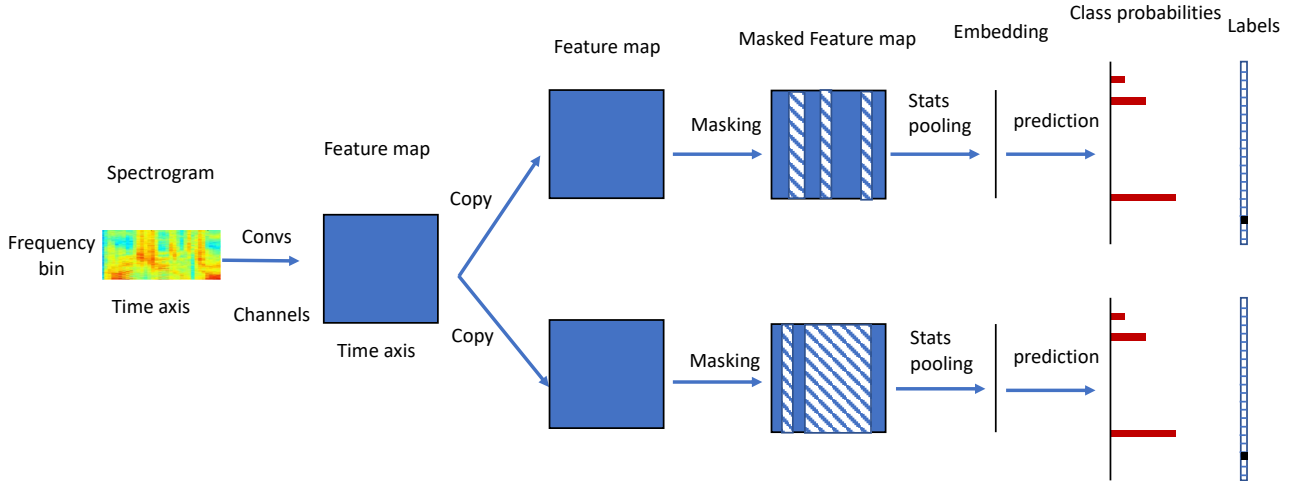 Class probabilities
Labels
Feature map
Masked Feature map
Embedding
Masking
Stats
pooling
prediction
Feature map
Spectrogram
Copy
Frequency
bin
Convs
Time axis
Channels
Time axis
Copy
Masking
Stats
pooling
prediction